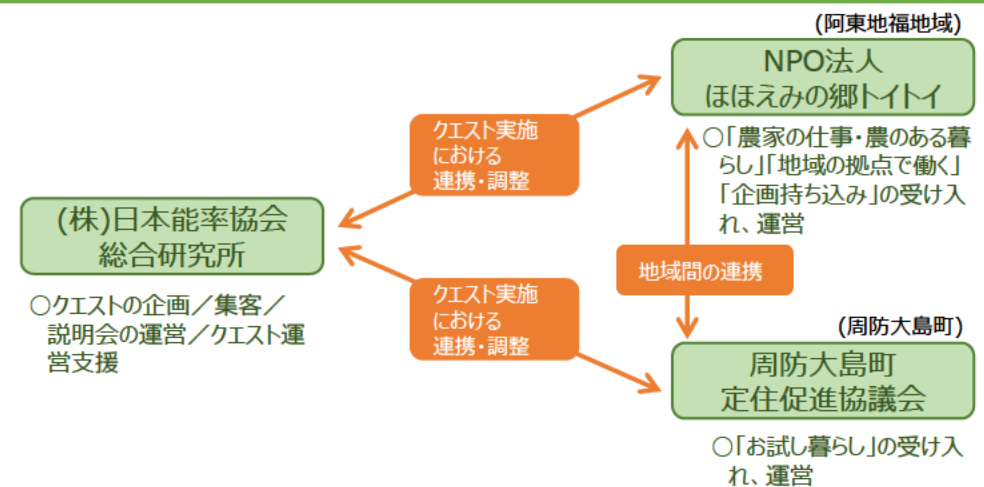 (阿東地福地域)
NPO法人
ほほえみの郷トイトイ
○「農家の仕事・農のある暮
らし」「地域の拠点で働く」
「企画持ち込み」の受け入
れ、運営
クエスト実施
における
連携・調整
(株)日本能率協会
総合研究所
○クエストの企画／集客／
説明会の運営／クエスト運
営支援
地域間の連携
クエスト実施
における
連携・調整
(周防大島町)
周防大島町
定住促進協議会
○「お試し暮らし」の受け入
れ、運営